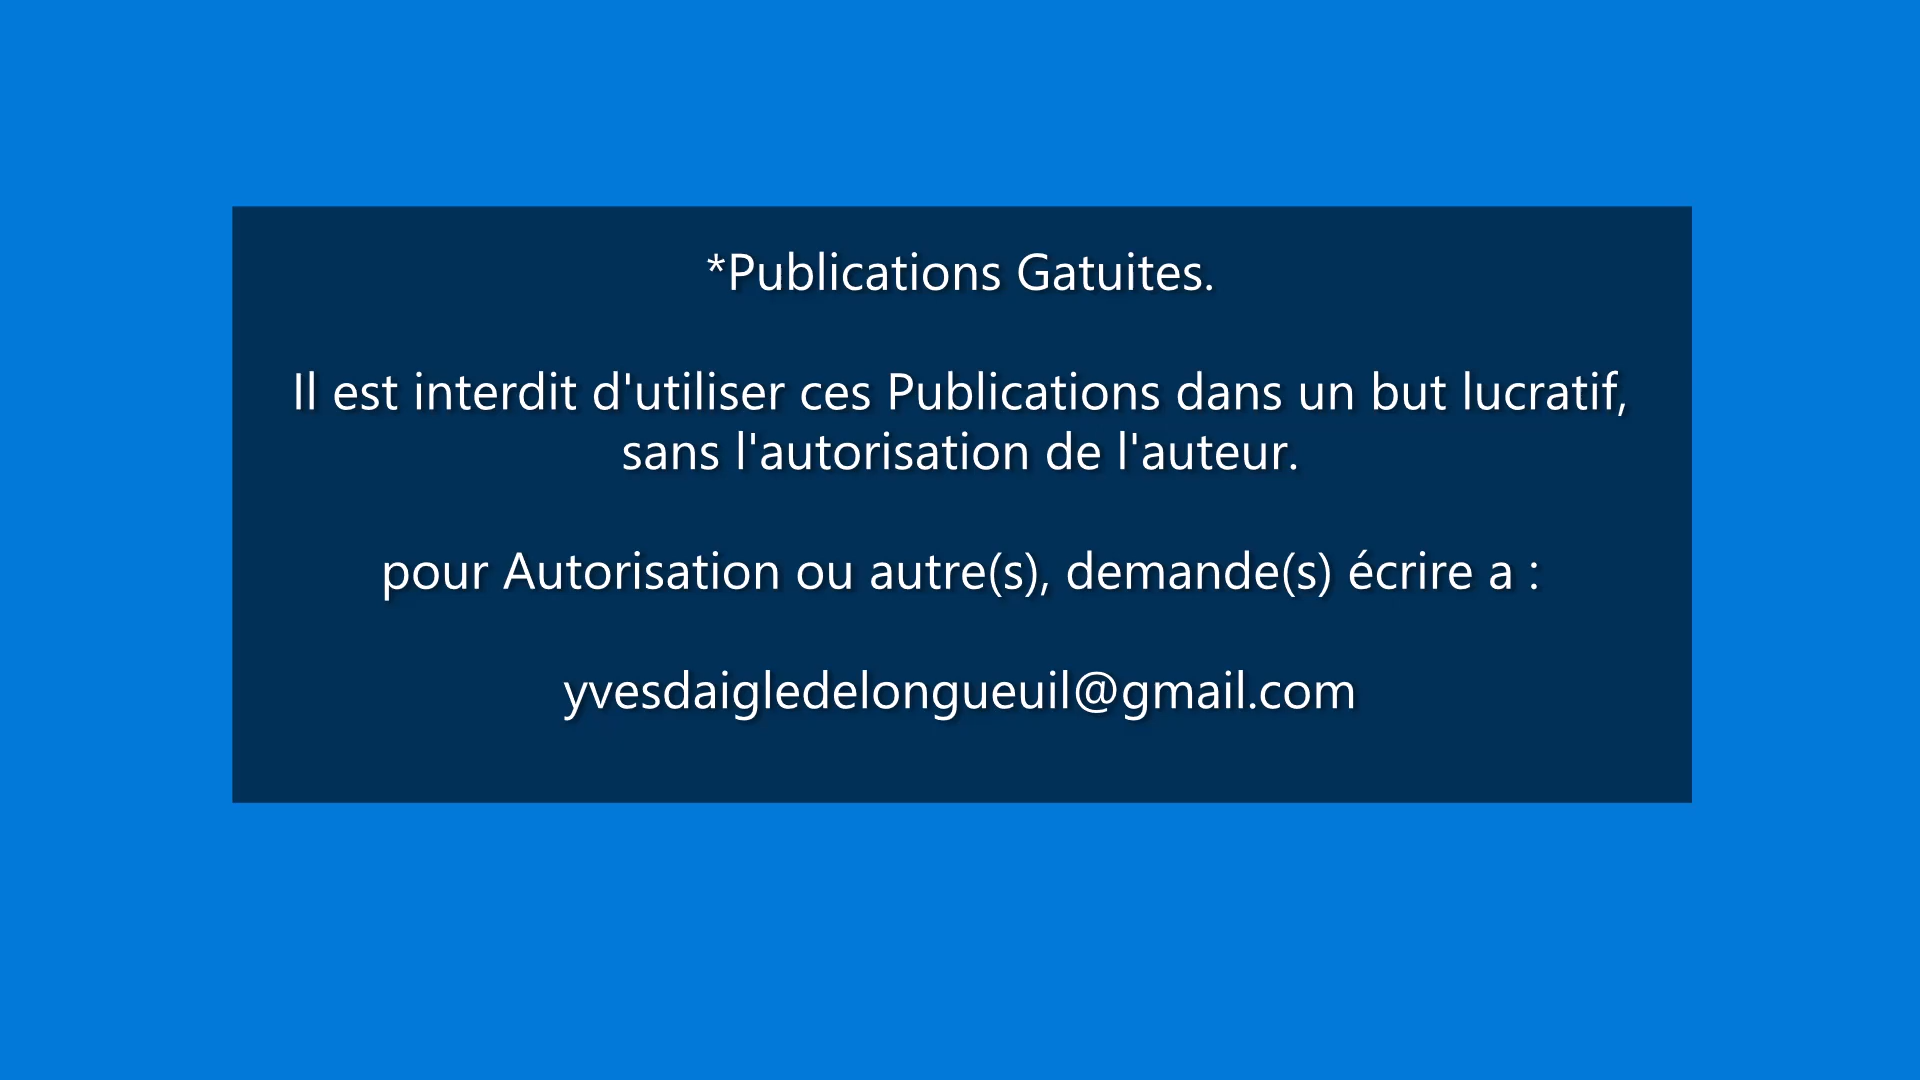 *Publications Gatuites.
Il est interdit d'utiliser ces Publications dans un but lucratif,
sans l'autorisation de l'auteur.
pour Autorisation ou autre(s), demande(s) écrire a :
yvesdaigledelongueuil@gmail.com